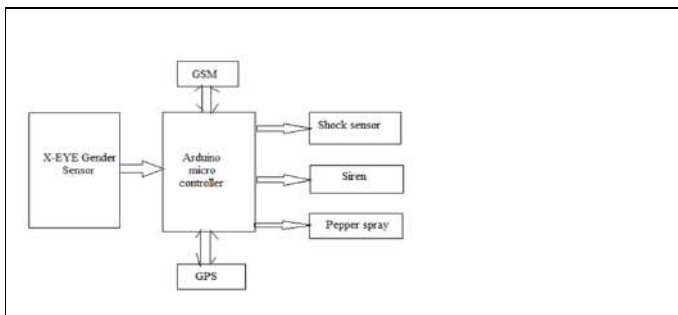 GSM
Shock sensor
X-EYE Gender
Sensor
Arduino
micro
controller
Siren
Pepper spray
GPS